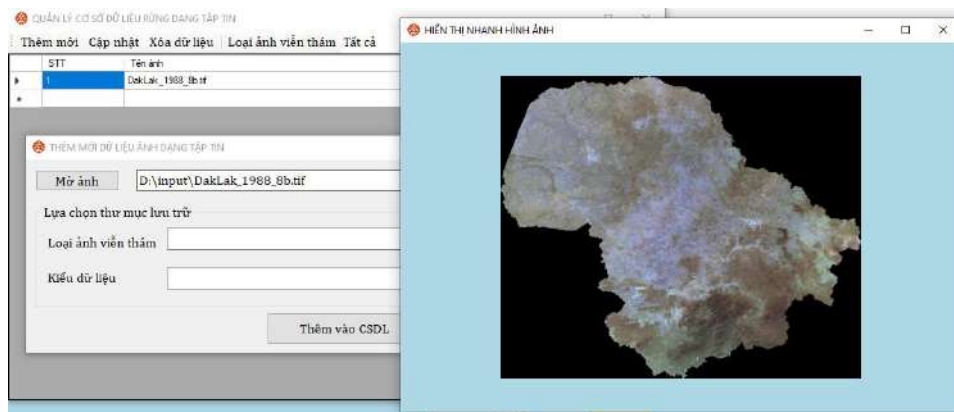 QUẢN LÝ CƠ SỞ DỮ LIỆU RỪNG DẠNG TẬP TIN
Thêm mới Cập nhật Xóa dữ liệu Loại ảnh viễn thám Tất cả
STT Tên ảnh
1 DakLak_1988_8b.tif
THÊM MỚI DỮ LIỆU ẢNH DẠNG TẬP TIN
Mở ảnh D:\input\DakLak_1988_8b.tif
Lựa chọn thư mục lưu trữ
Loại ảnh viễn thám
Kiểu dữ liệu
Thêm vào CSDL
HIỂN THỊ NHANH HÌNH ẢNH